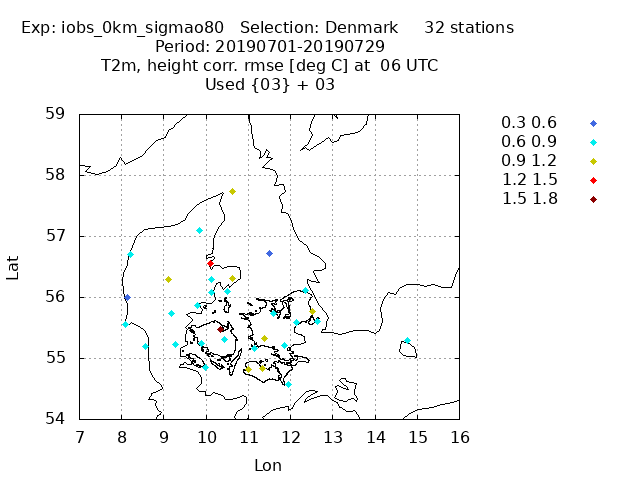 Exp: iobs_0km_sigmao80   Selection: Denmark     32 stations
Period: 20190701-20190729
T2m, height corr. rmse [deg C] at  06 UTC
Used {03} + 03
0.3 0.6
0.6 0.9
0.9 1.2
1.2 1.5
1.5 1.8
59
58
57
56
55
54
Lat
7 8 9 10 11 12 13 14 15 16
Lon